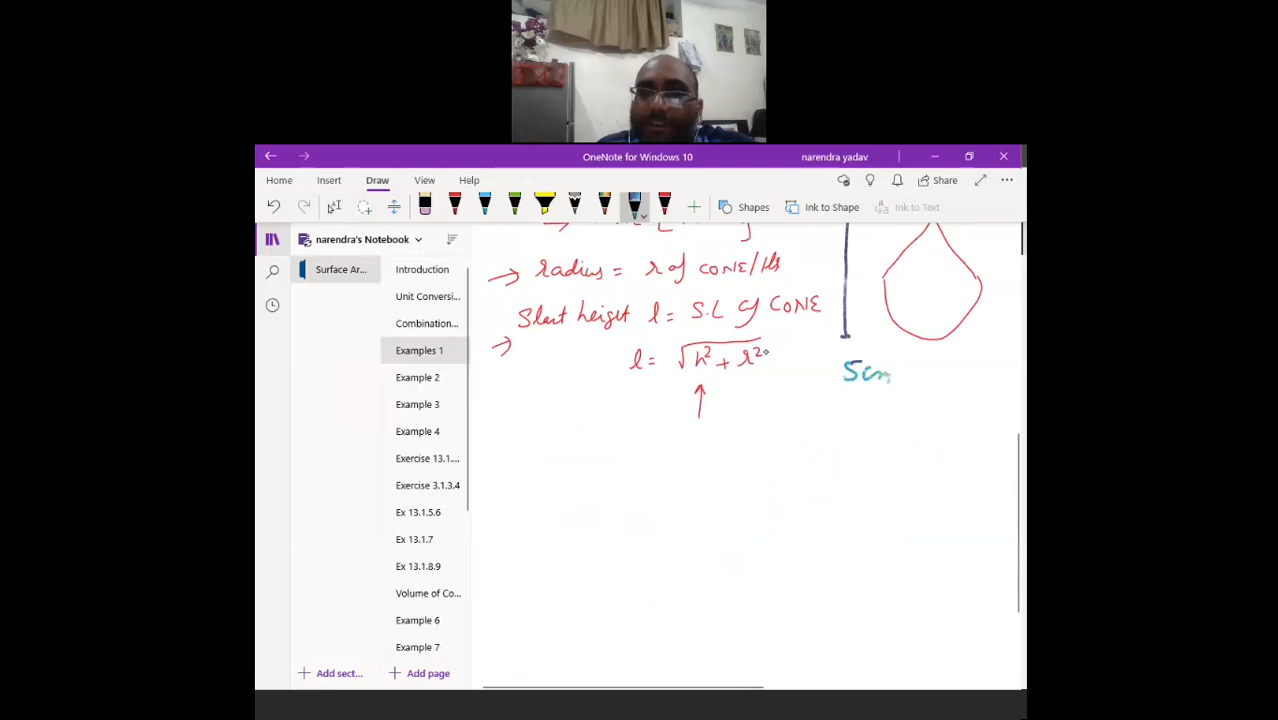 OneNote for Windows 10
narendra yadav
Home Insert Draw View Help
Share
Shapes
Ink to Shape
Ink to Text
narendra's Notebook
Surface Ar...
Introduction
Unit Conversi...
Combination...
Examples 1
Example 2
Example 3
Example 4
Exercise 13.1....
Exercise 3.1.3.4
Ex 13.1.5.6
Ex 13.1.7
Ex 13.1.8.9
Volume of Co...
Example 6
Example 7
+ Add sect...
+ Add page
→ radius = r of CONE/Hs
Slant height l = S.L of CONE
→
l = √h² + r²
5cm